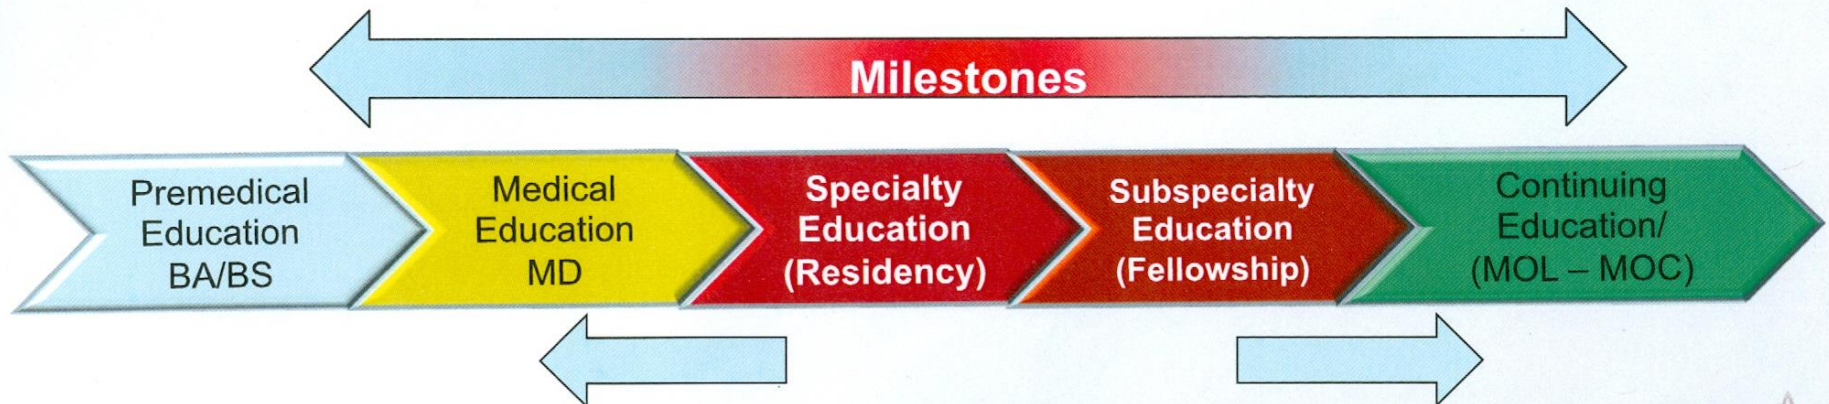 Milestones
Premedical
Education
BA/BS
Medical
Education
MD
Specialty
Education
(Residency)
Subspecialty
Education
(Fellowship)
Continuing
Education/
(MOL – MOC)